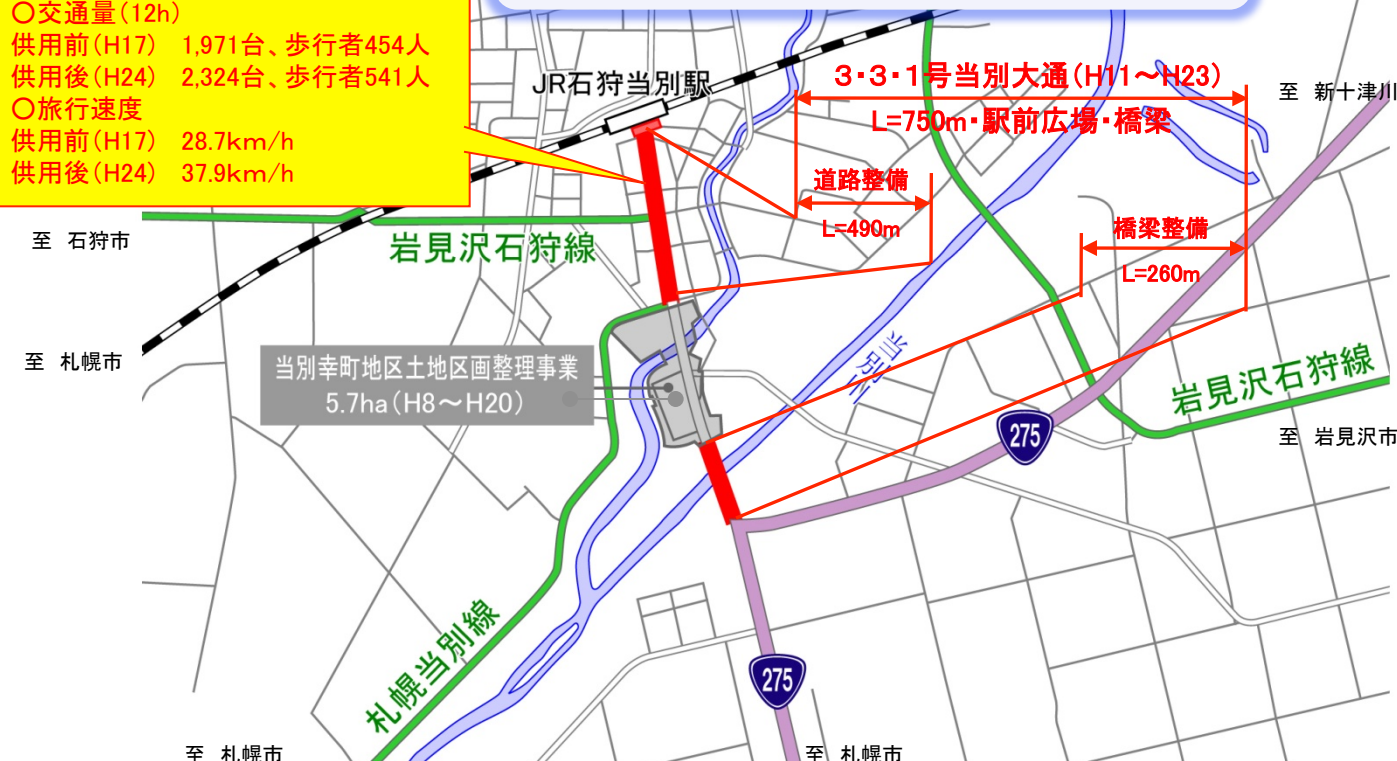 〇交通量(12h)
供用前(H17) 1,971台、歩行者454人
供用後(H24) 2,324台、歩行者541人
〇旅行速度
供用前(H17) 28.7km/h
供用後(H24) 37.9km/h
JR石狩当別駅
3・3・1号当別大通(H11~H23)
L=750m・駅前広場・橋梁
至 新十津川
道路整備
L=490m
橋梁整備
L=260m
至 石狩市
岩見沢石狩線
至 札幌市
当別幸町地区土地区画整理事業
5.7ha(H8~H20)
当別川
岩見沢石狩線
275
至 岩見沢市
札幌当別線
275
至 札幌市
至 札幌市